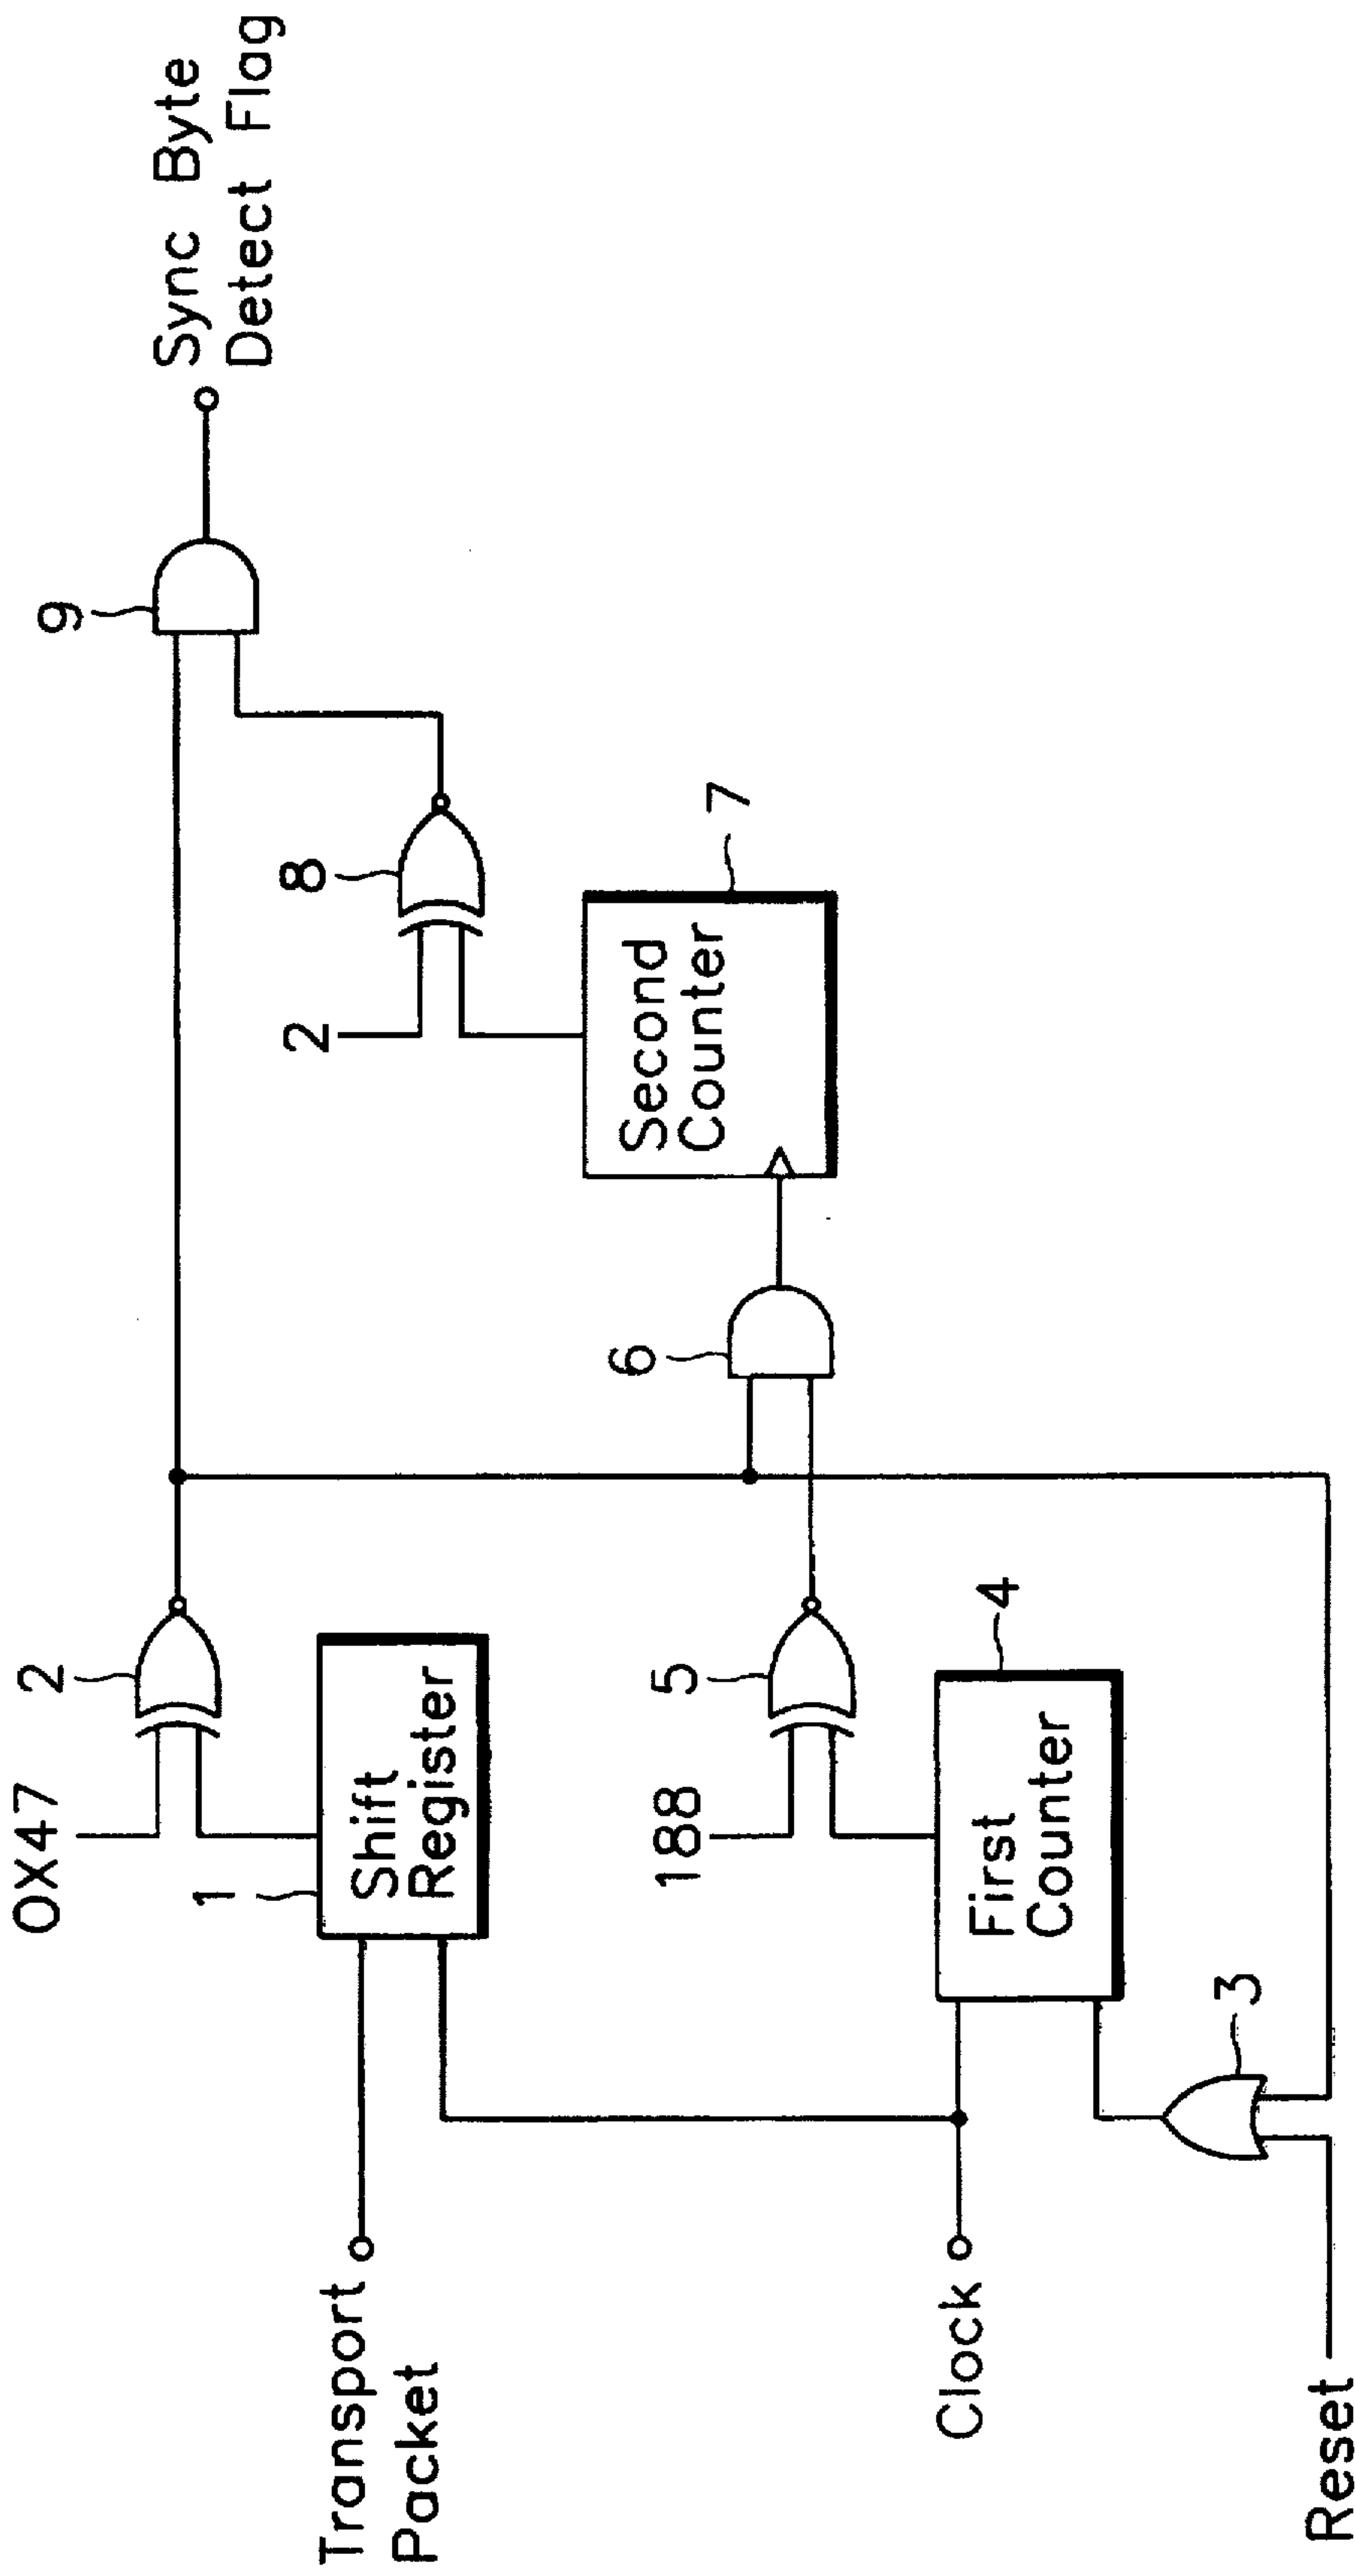 Sync Byte
Detect Flag
9
8
2
7
Second
Counter
6
2
OX47
1
Shift
Register
5
188
4
First
Counter
3
Transport
Packet
Clock
Reset